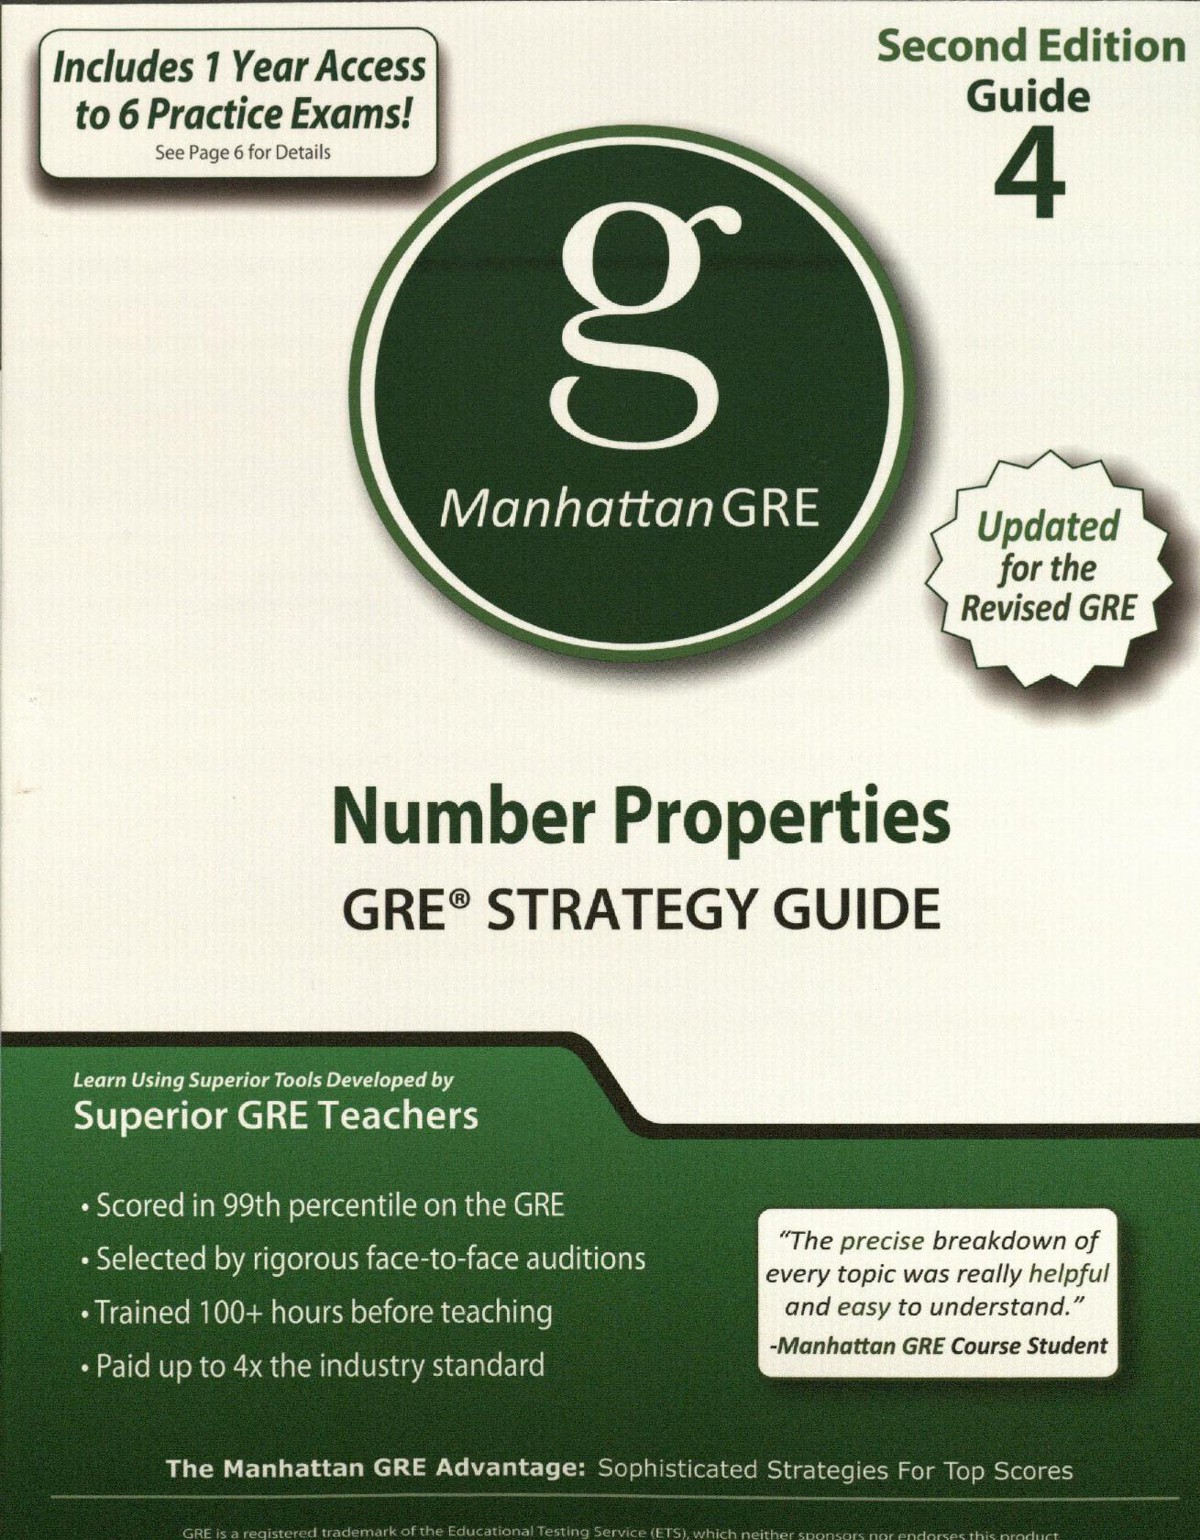 Includes 1 Year Access
to 6 Practice Exams!
See Page 6 for Details
Second Edition
Guide
4
g
ManhattanGRE
Updated
for the
Revised GRE
Number Properties
GRE® STRATEGY GUIDE
Learn Using Superior Tools Developed by
Superior GRE Teachers
• Scored in 99th percentile on the GRE
• Selected by rigorous face-to-face auditions
• Trained 100+ hours before teaching
• Paid up to 4x the industry standard
“The precise breakdown of
every topic was really helpful
and easy to understand.”
-Manhattan GRE Course Student
The Manhattan GRE Advantage: Sophisticated Strategies For Top Scores
GRE is a registered trademark of the Educational Testing Service (ETS), which neither sponsors nor endorses this product.